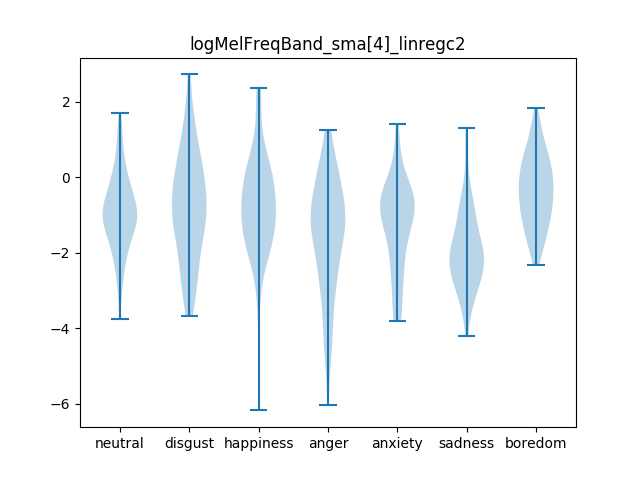 logMelFreqBand_sma[4]_linregc2
2
0
−2
−4
−6
neutral disgust happiness anger anxiety sadness boredom